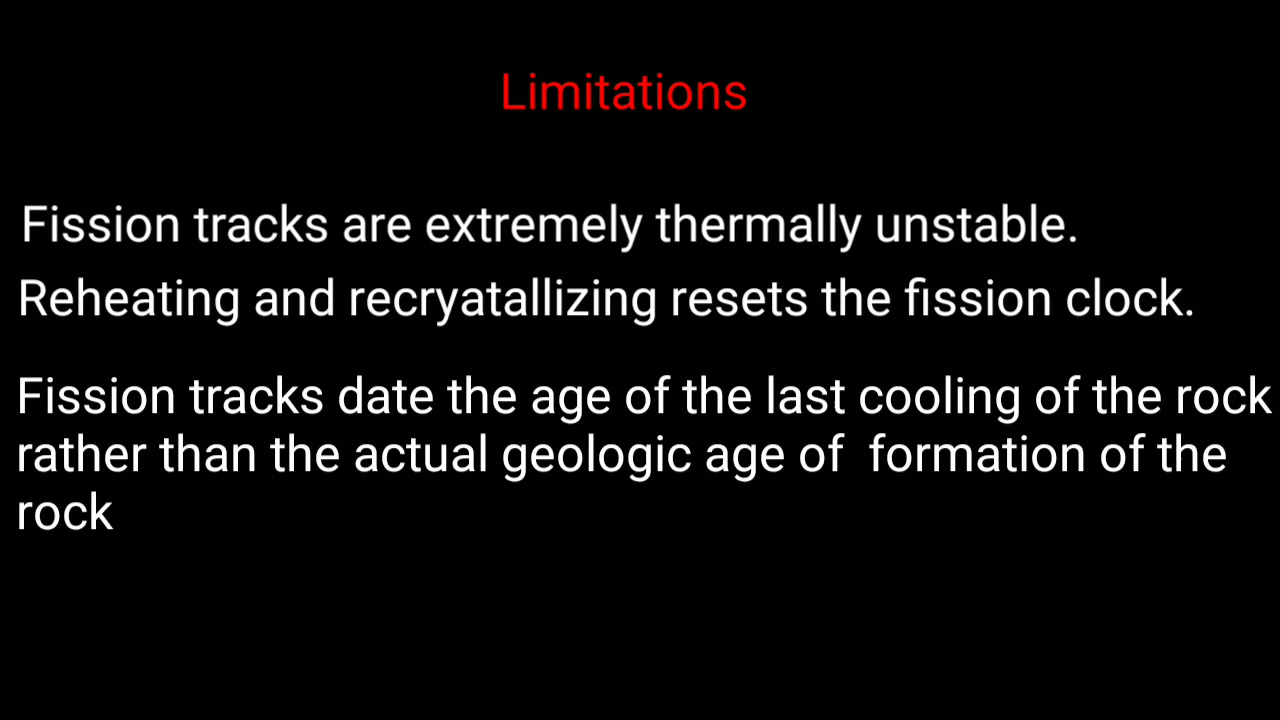 Limitations
Fission tracks are extremely thermally unstable.
Reheating and recryatallizing resets the fission clock.
Fission tracks date the age of the last cooling of the rock
rather than the actual geologic age of  formation of the
rock